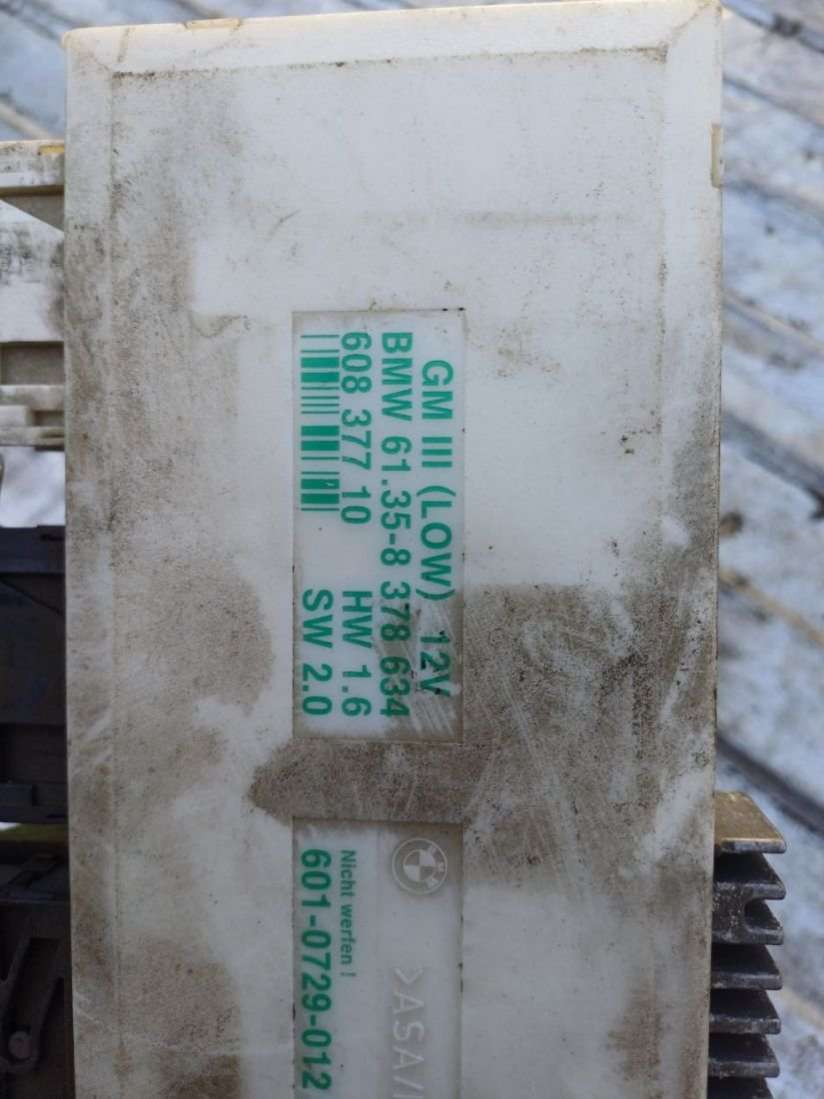 GM III (LOW) 12V
BMW 61.35-8 378 634
608 377 10 HW 1.6
SW 2.0
Nicht werfen !
601-0729-012
>ASA/